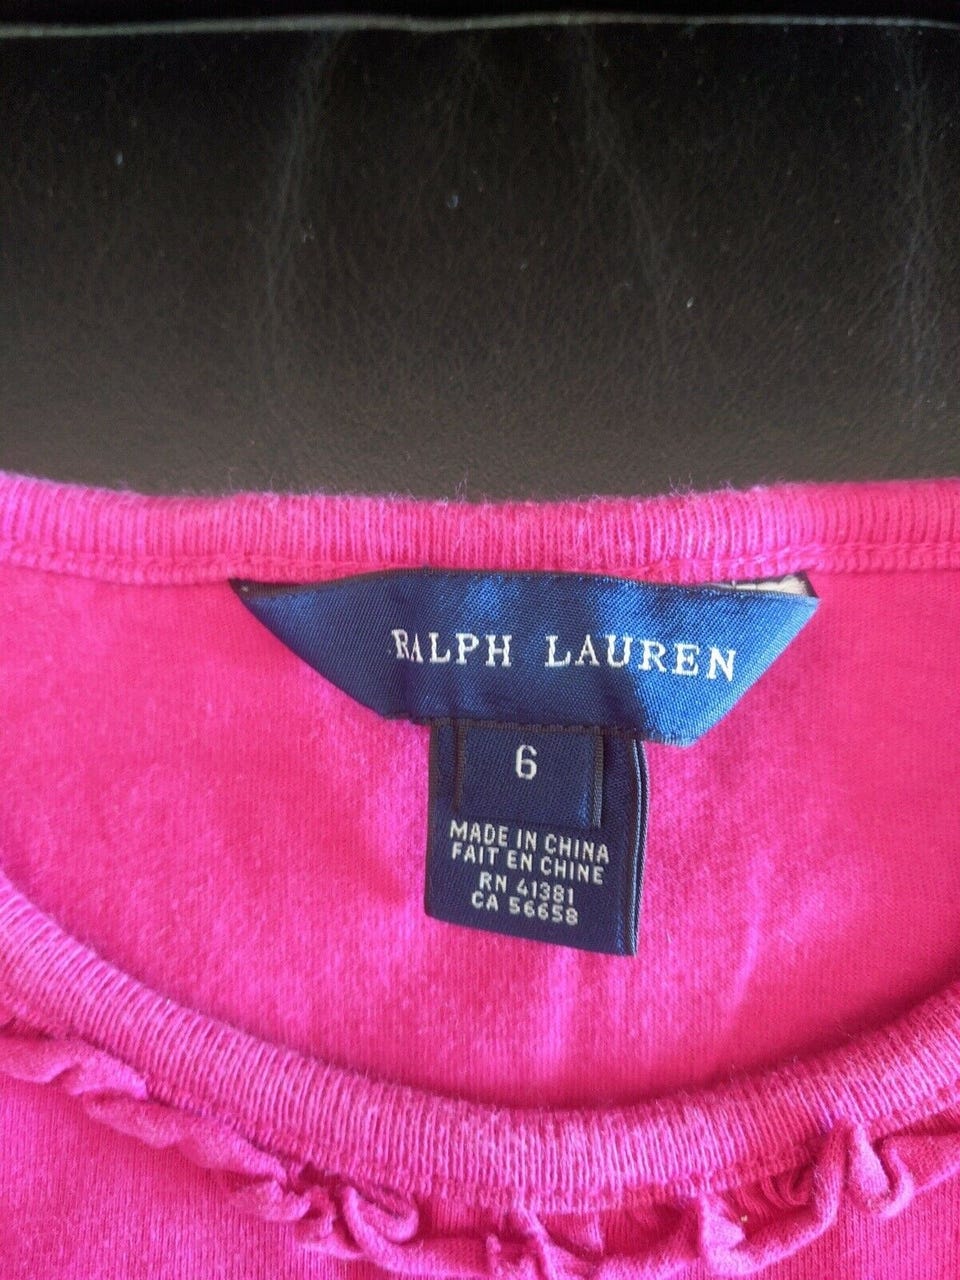 RALPH LAUREN
6
MADE IN CHINA
FAIT EN CHINE
RN 41381
CA 56658